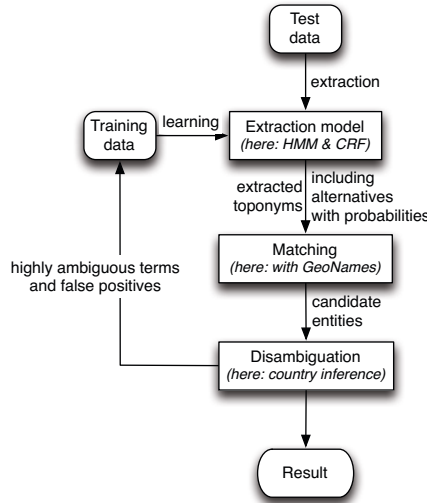 Test
data
extraction
Training
data
learning
Extraction model
(here: HMM & CRF)
extracted
toponyms
including
alternatives
with probabilities
Matching
(here: with GeoNames)
highly ambiguous terms
and false positives
candidate
entities
Disambiguation
(here: country inference)
Result